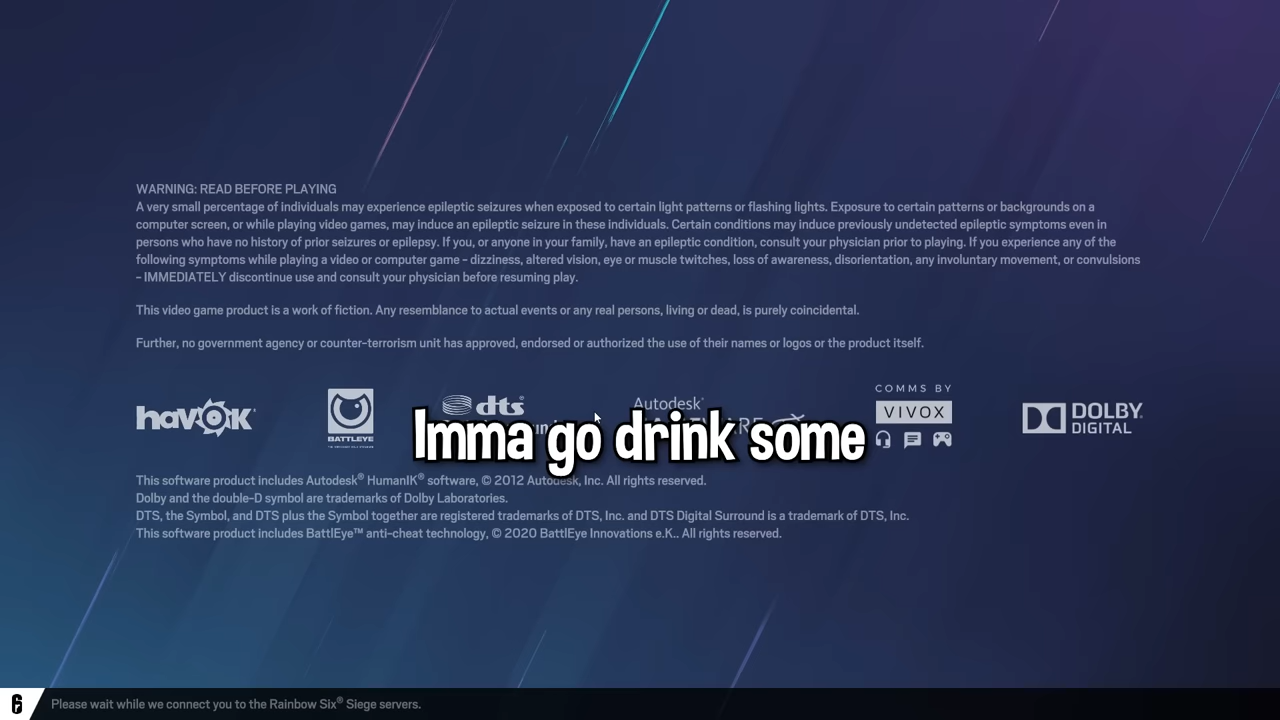 WARNING: READ BEFORE PLAYING
A very small percentage of individuals may experience epileptic seizures when exposed to certain light patterns or flashing lights. Exposure to certain patterns or backgrounds on a
computer screen, or while playing video games, may induce an epileptic seizure in these individuals. Certain conditions may induce previously undetected epileptic symptoms even in
persons who have no history of prior seizures or epilepsy. If you, or anyone in your family, have an epileptic condition, consult your physician prior to playing. If you experience any of the
following symptoms while playing a video or computer game - dizziness, altered vision, eye or muscle twitches, loss of awareness, disorientation, any involuntary movement, or convulsions
- IMMEDIATELY discontinue use and consult your physician before resuming play.
This video game product is a work of fiction. Any resemblance to actual events or any real persons, living or dead, is purely coincidental.
Further, no government agency or counter-terrorism unit has approved, endorsed or authorized the use of their names or logos or the product itself.
havok
BATTLEYE
dts
Autodesk®
COMMS BY
VIVOX
DOLBY
DIGITAL
Imma go drink some
This software product includes Autodesk® HumanIK® software, © 2012 Autodesk, Inc. All rights reserved.
Dolby and the double-D symbol are trademarks of Dolby Laboratories.
DTS, the Symbol, and DTS plus the Symbol together are registered trademarks of DTS, Inc. and DTS Digital Surround is a trademark of DTS, Inc.
This software product includes BattlEye™ anti-cheat technology, © 2020 BattlEye Innovations e.K.. All rights reserved.
6
Please wait while we connect you to the Rainbow Six® Siege servers.